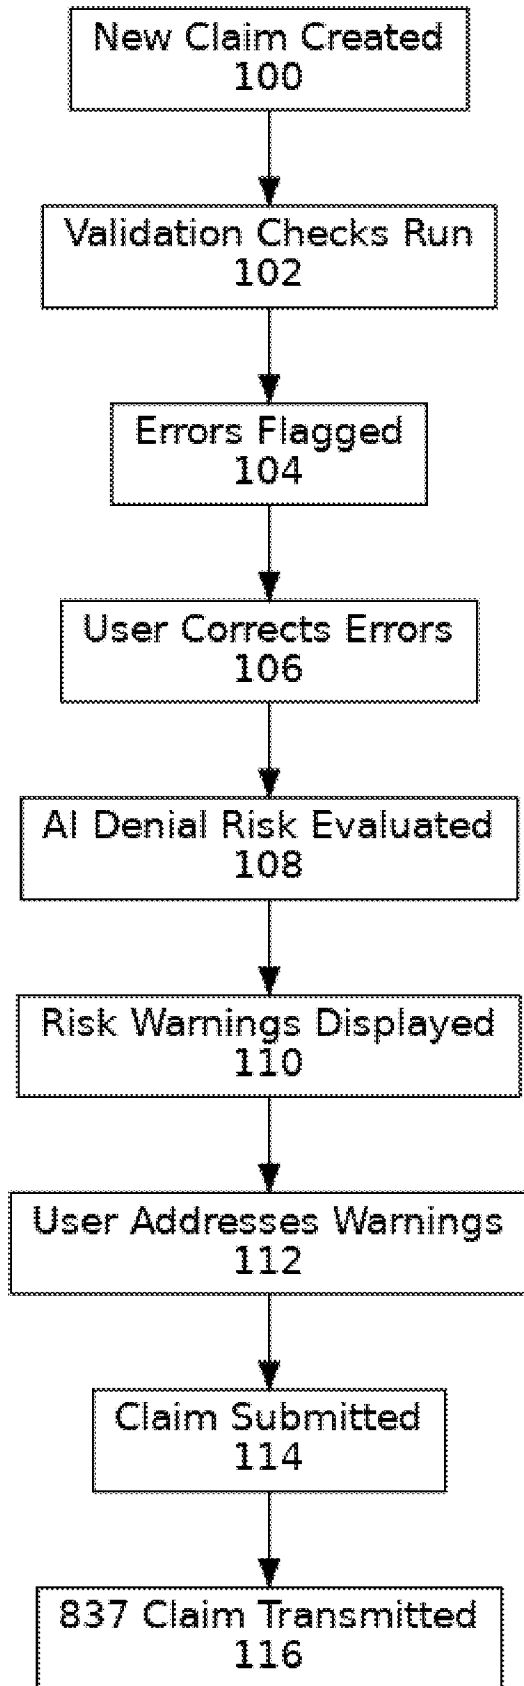 New Claim Created
100
Validation Checks Run
102
Errors Flagged
104
User Corrects Errors
106
AI Denial Risk Evaluated
108
Risk Warnings Displayed
110
User Addresses Warnings
112
Claim Submitted
114
837 Claim Transmitted
116